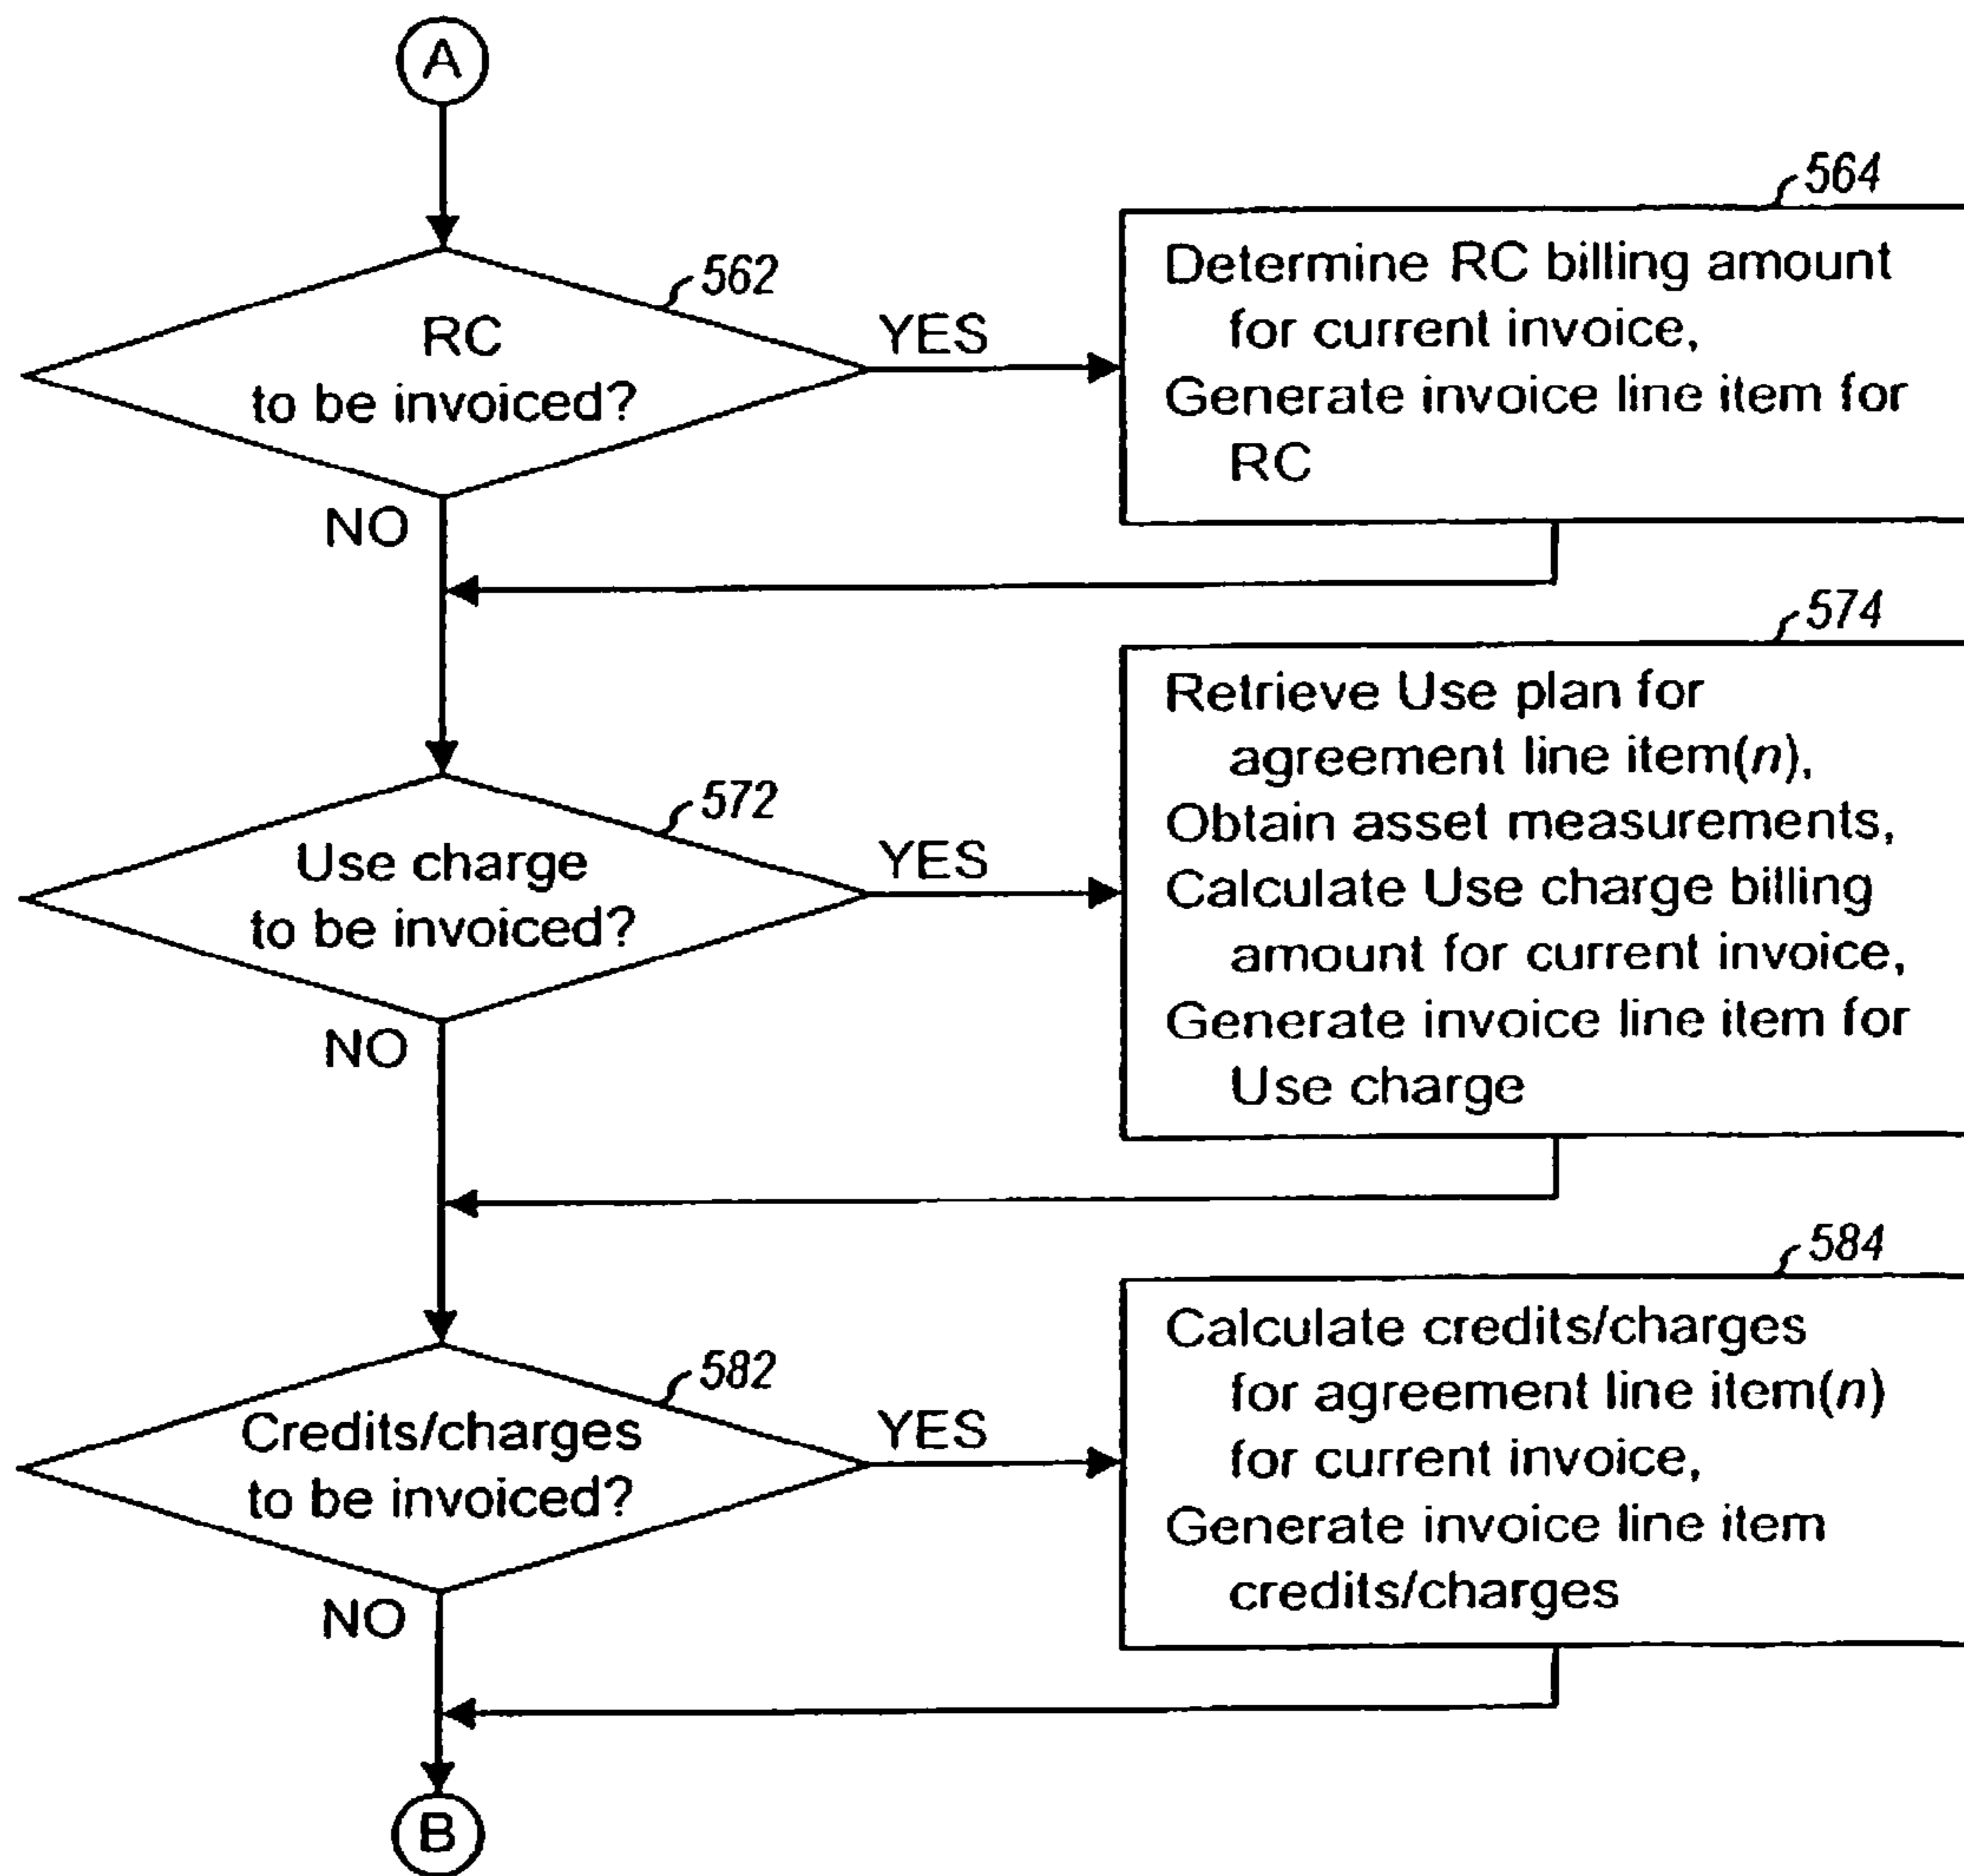 A
562
RC
to be invoiced?
YES
NO
564
Determine RC billing amount
for current invoice,
Generate invoice line item for
RC
572
Use charge
to be invoiced?
YES
NO
574
Retrieve Use plan for
agreement line item(n),
Obtain asset measurements,
Calculate Use charge billing
amount for current invoice,
Generate invoice line item for
Use charge
582
Credits/charges
to be invoiced?
YES
NO
584
Calculate credits/charges
for agreement line item(n)
for current invoice,
Generate invoice line item
credits/charges
B